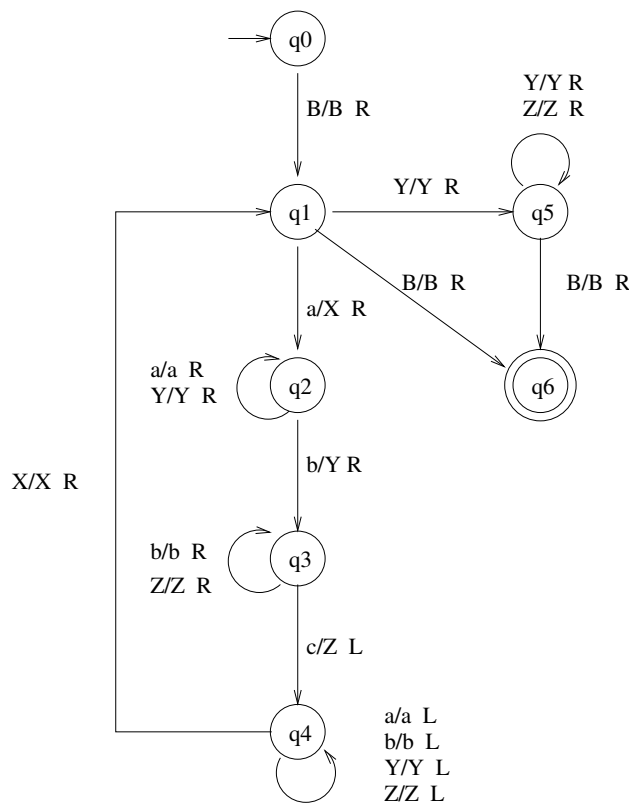 q0
B/B R
Y/Y R
Z/Z R
q1
Y/Y R
q5
B/B R
B/B R
a/X R
a/a R
Y/Y R
q2
q6
b/Y R
X/X R
b/b R
Z/Z R
q3
c/Z L
q4
a/a L
b/b L
Y/Y L
Z/Z L